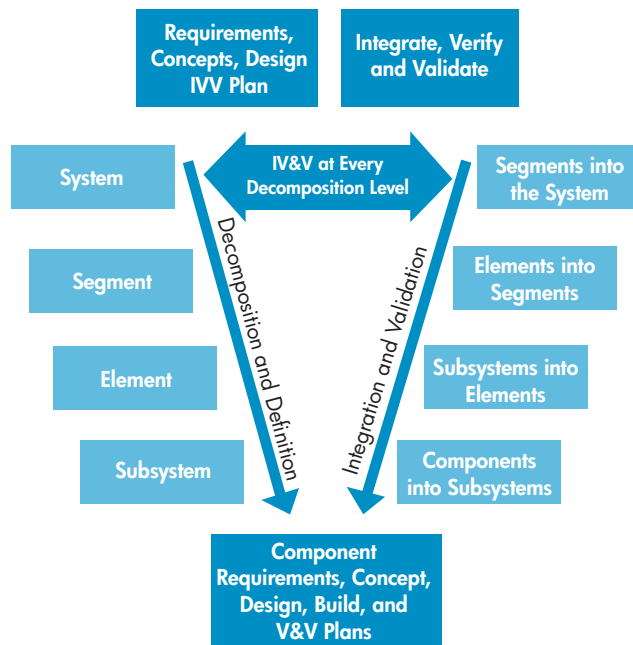 Requirements,
Concepts, Design
IVV Plan
Integrate, Verify
and Validate
IV&V at Every
Decomposition Level
System
Segment
Element
Subsystem
Decomposition and Definition
Integration and Validation
Segments into
the System
Elements into
Segments
Subsystems into
Elements
Components
into Subsystems
Component
Requirements, Concept,
Design, Build, and
V&V Plans